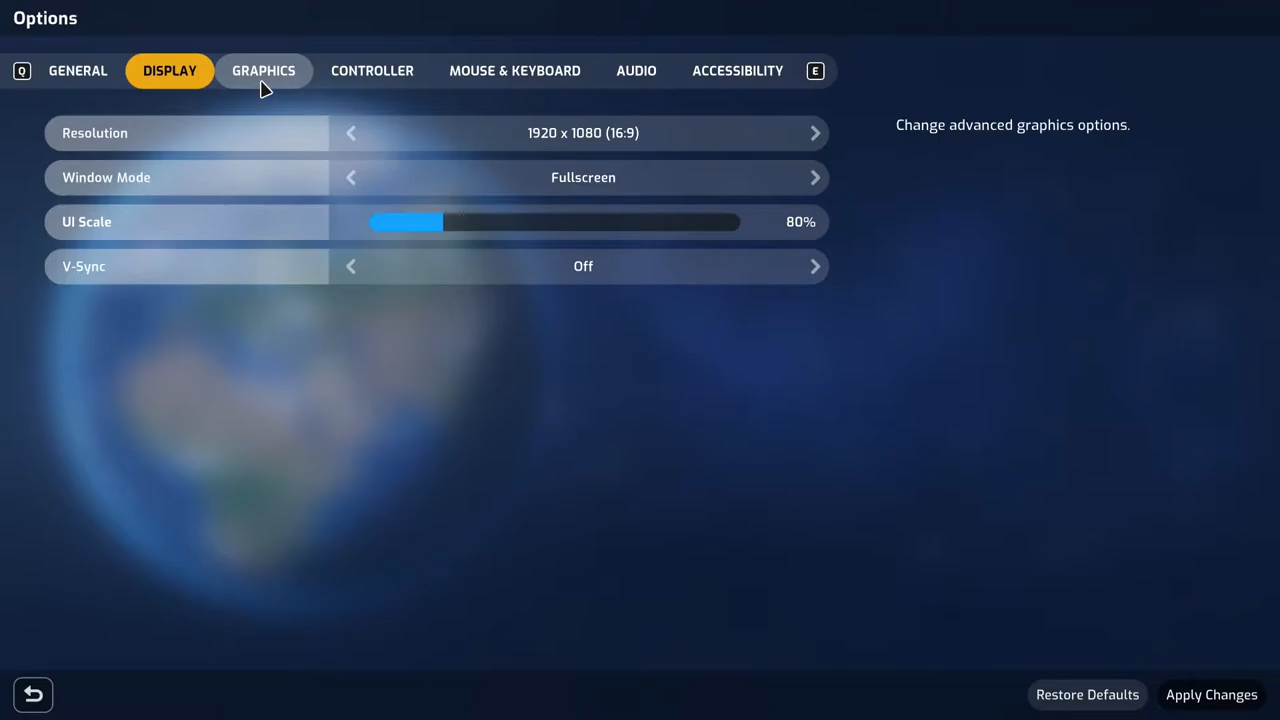 Options
Q GENERAL DISPLAY GRAPHICS CONTROLLER MOUSE & KEYBOARD AUDIO ACCESSIBILITY E
Resolution 1920 x 1080 (16:9)
Change advanced graphics options.
Window Mode Fullscreen
UI Scale 80%
V-Sync Off
Restore Defaults Apply Changes